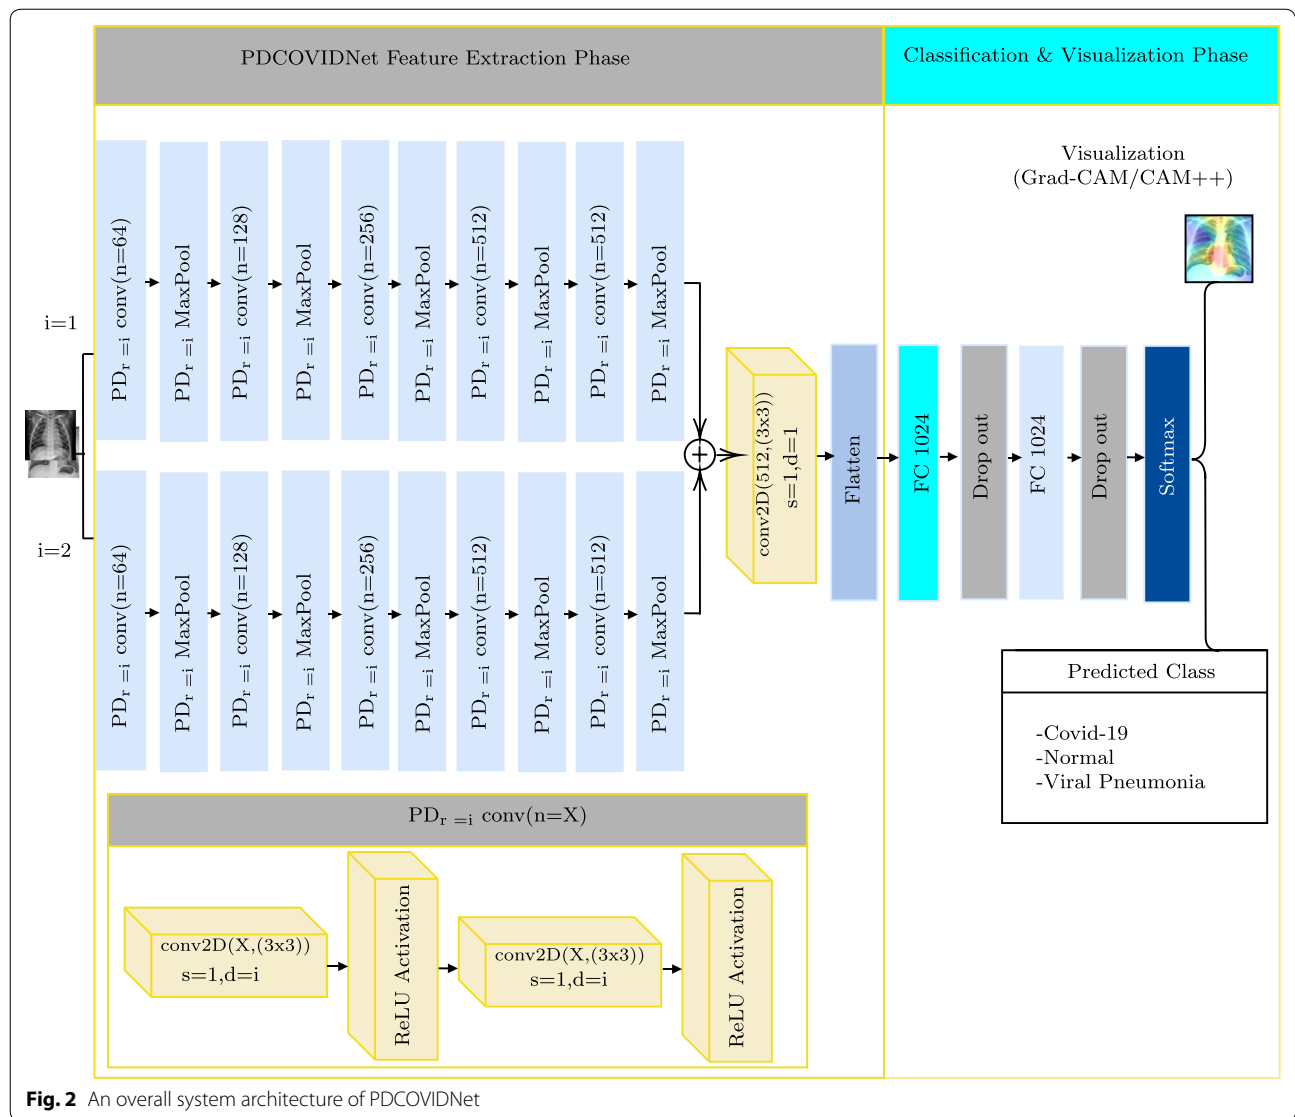 PDCOVIDNet Feature Extraction Phase
Classification & Visualization Phase
Visualization
(Grad-CAM/CAM++)
i=1
PDr =i conv(n=64)
PDr =i MaxPool
PDr =i conv(n=128)
PDr =i MaxPool
PDr =i conv(n=256)
PDr =i MaxPool
PDr =i conv(n=512)
PDr =i MaxPool
PDr =i conv(n=512)
PDr =i MaxPool
i=2
PDr =i conv(n=64)
PDr =i MaxPool
PDr =i conv(n=128)
PDr =i MaxPool
PDr =i conv(n=256)
PDr =i MaxPool
PDr =i conv(n=512)
PDr =i MaxPool
PDr =i conv(n=512)
PDr =i MaxPool
+
conv2D(512,(3x3))
s=1,d=1
Flatten
FC 1024
Drop out
FC 1024
Drop out
Softmax
Predicted Class
-Covid-19
-Normal
-Viral Pneumonia
PDr =i conv(n=X)
conv2D(X,(3x3))
s=1,d=i
ReLU Activation
conv2D(X,(3x3))
s=1,d=i
ReLU Activation
Fig. 2 An overall system architecture of PDCOVIDNet